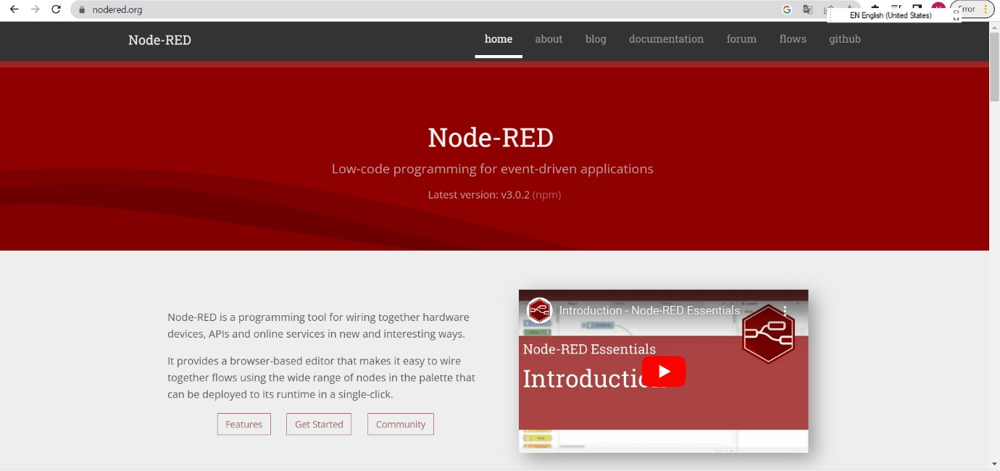 nodered.org
Error
EN English (United States)
Node-RED
home about blog documentation forum flows github
Node-RED
Low-code programming for event-driven applications
Latest version: v3.0.2 (npm)
Node-RED is a programming tool for wiring together hardware
devices, APIs and online services in new and interesting ways.
It provides a browser-based editor that makes it easy to wire
together flows using the wide range of nodes in the palette that
can be deployed to its runtime in a single-click.
Features Get Started Community
Introduction - Node-RED Essentials
Node-RED Essentials
Introduction